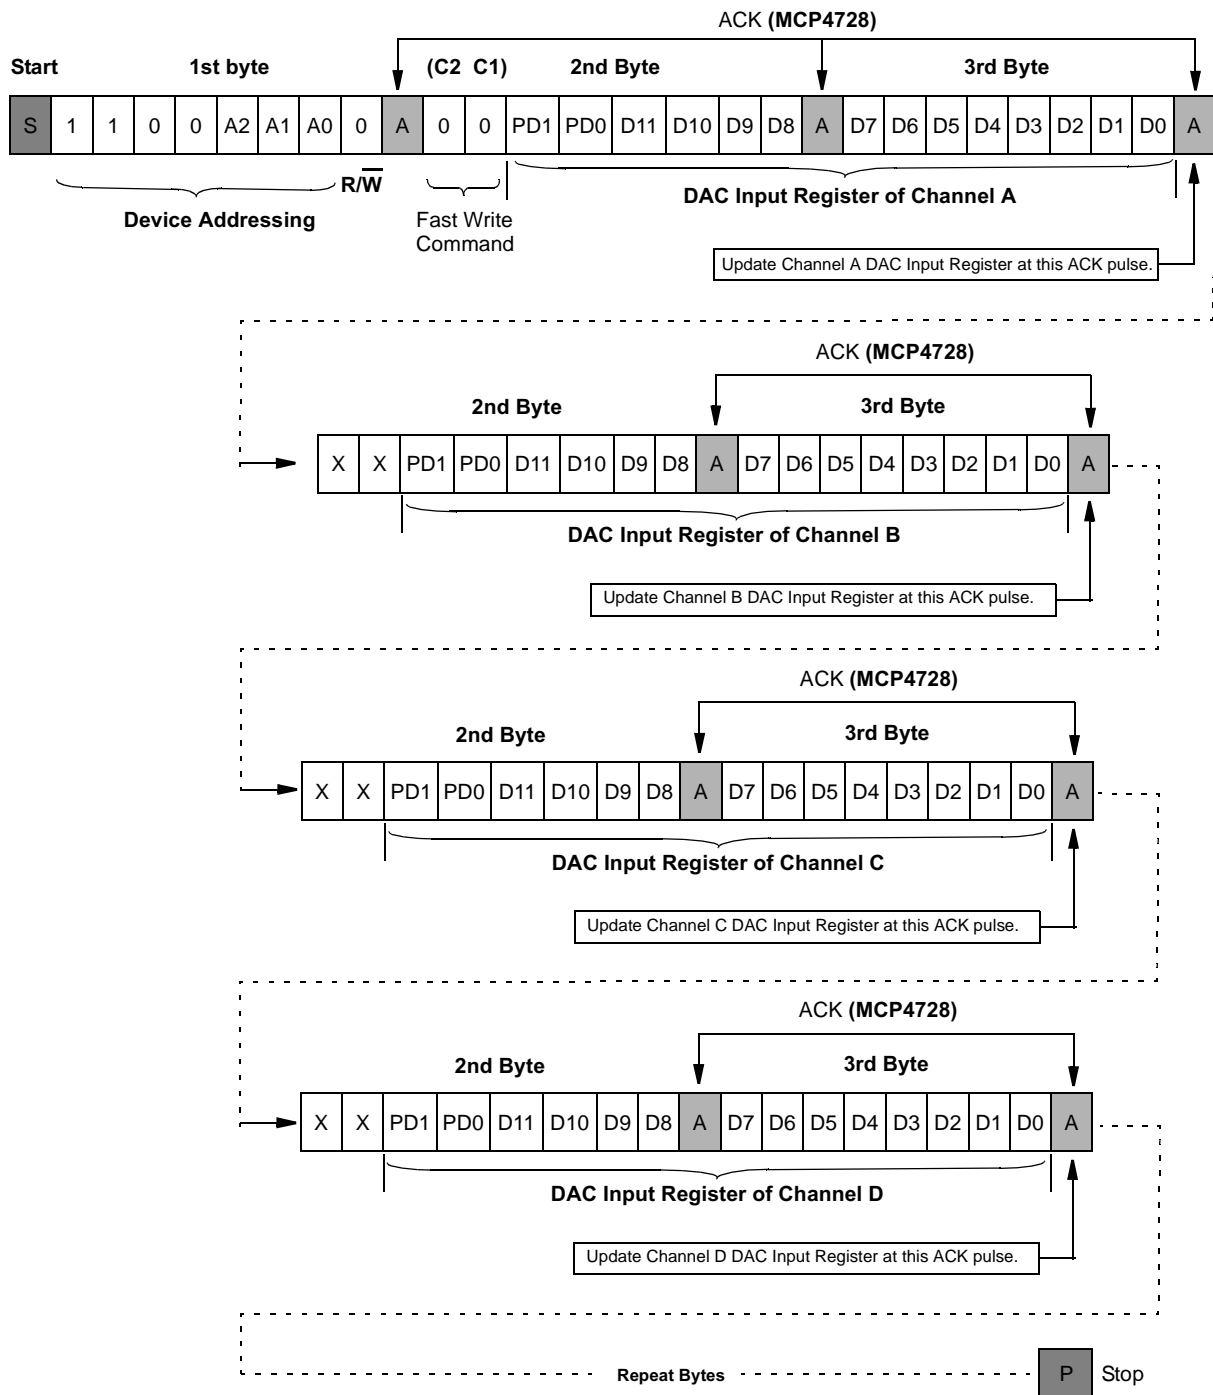 ACK (MCP4728)
Start 1st byte (C2 C1) 2nd Byte 3rd Byte
S 1 1 0 0 A2 A1 A0 0 A 0 0 PD1 PD0 D11 D10 D9 D8 A D7 D6 D5 D4 D3 D2 D1 D0 A
R/W
Device Addressing
Fast Write
Command
DAC Input Register of Channel A
Update Channel A DAC Input Register at this ACK pulse.
ACK (MCP4728)
2nd Byte 3rd Byte
X X PD1 PD0 D11 D10 D9 D8 A D7 D6 D5 D4 D3 D2 D1 D0 A
DAC Input Register of Channel B
Update Channel B DAC Input Register at this ACK pulse.
ACK (MCP4728)
2nd Byte 3rd Byte
X X PD1 PD0 D11 D10 D9 D8 A D7 D6 D5 D4 D3 D2 D1 D0 A
DAC Input Register of Channel C
Update Channel C DAC Input Register at this ACK pulse.
ACK (MCP4728)
2nd Byte 3rd Byte
X X PD1 PD0 D11 D10 D9 D8 A D7 D6 D5 D4 D3 D2 D1 D0 A
DAC Input Register of Channel D
Update Channel D DAC Input Register at this ACK pulse.
Repeat Bytes P Stop